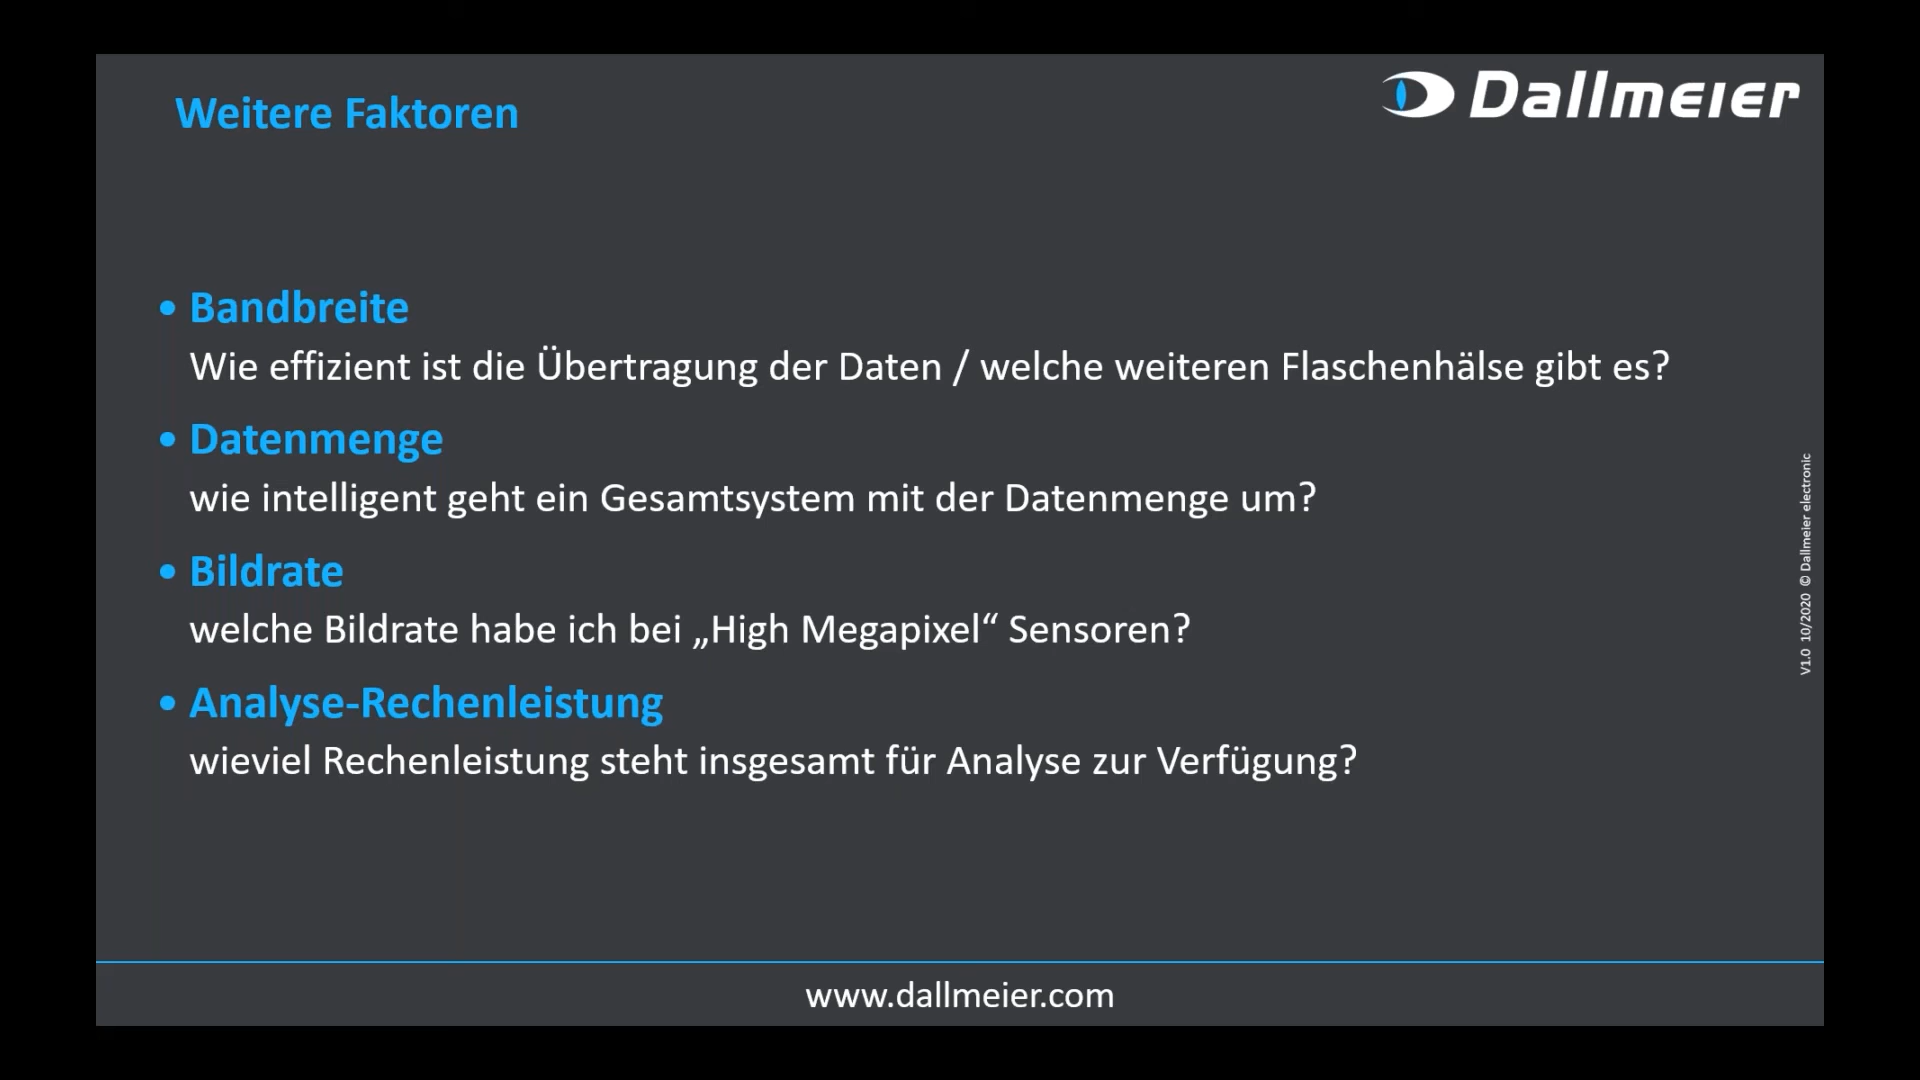 Weitere Faktoren
Dallmeier
• Bandbreite
Wie effizient ist die Übertragung der Daten / welche weiteren Flaschenhälse gibt es?
• Datenmenge
wie intelligent geht ein Gesamtsystem mit der Datenmenge um?
• Bildrate
welche Bildrate habe ich bei „High Megapixel“ Sensoren?
• Analyse-Rechenleistung
wieviel Rechenleistung steht insgesamt für Analyse zur Verfügung?
V1.0 10/2020 © Dallmeier electronic
www.dallmeier.com